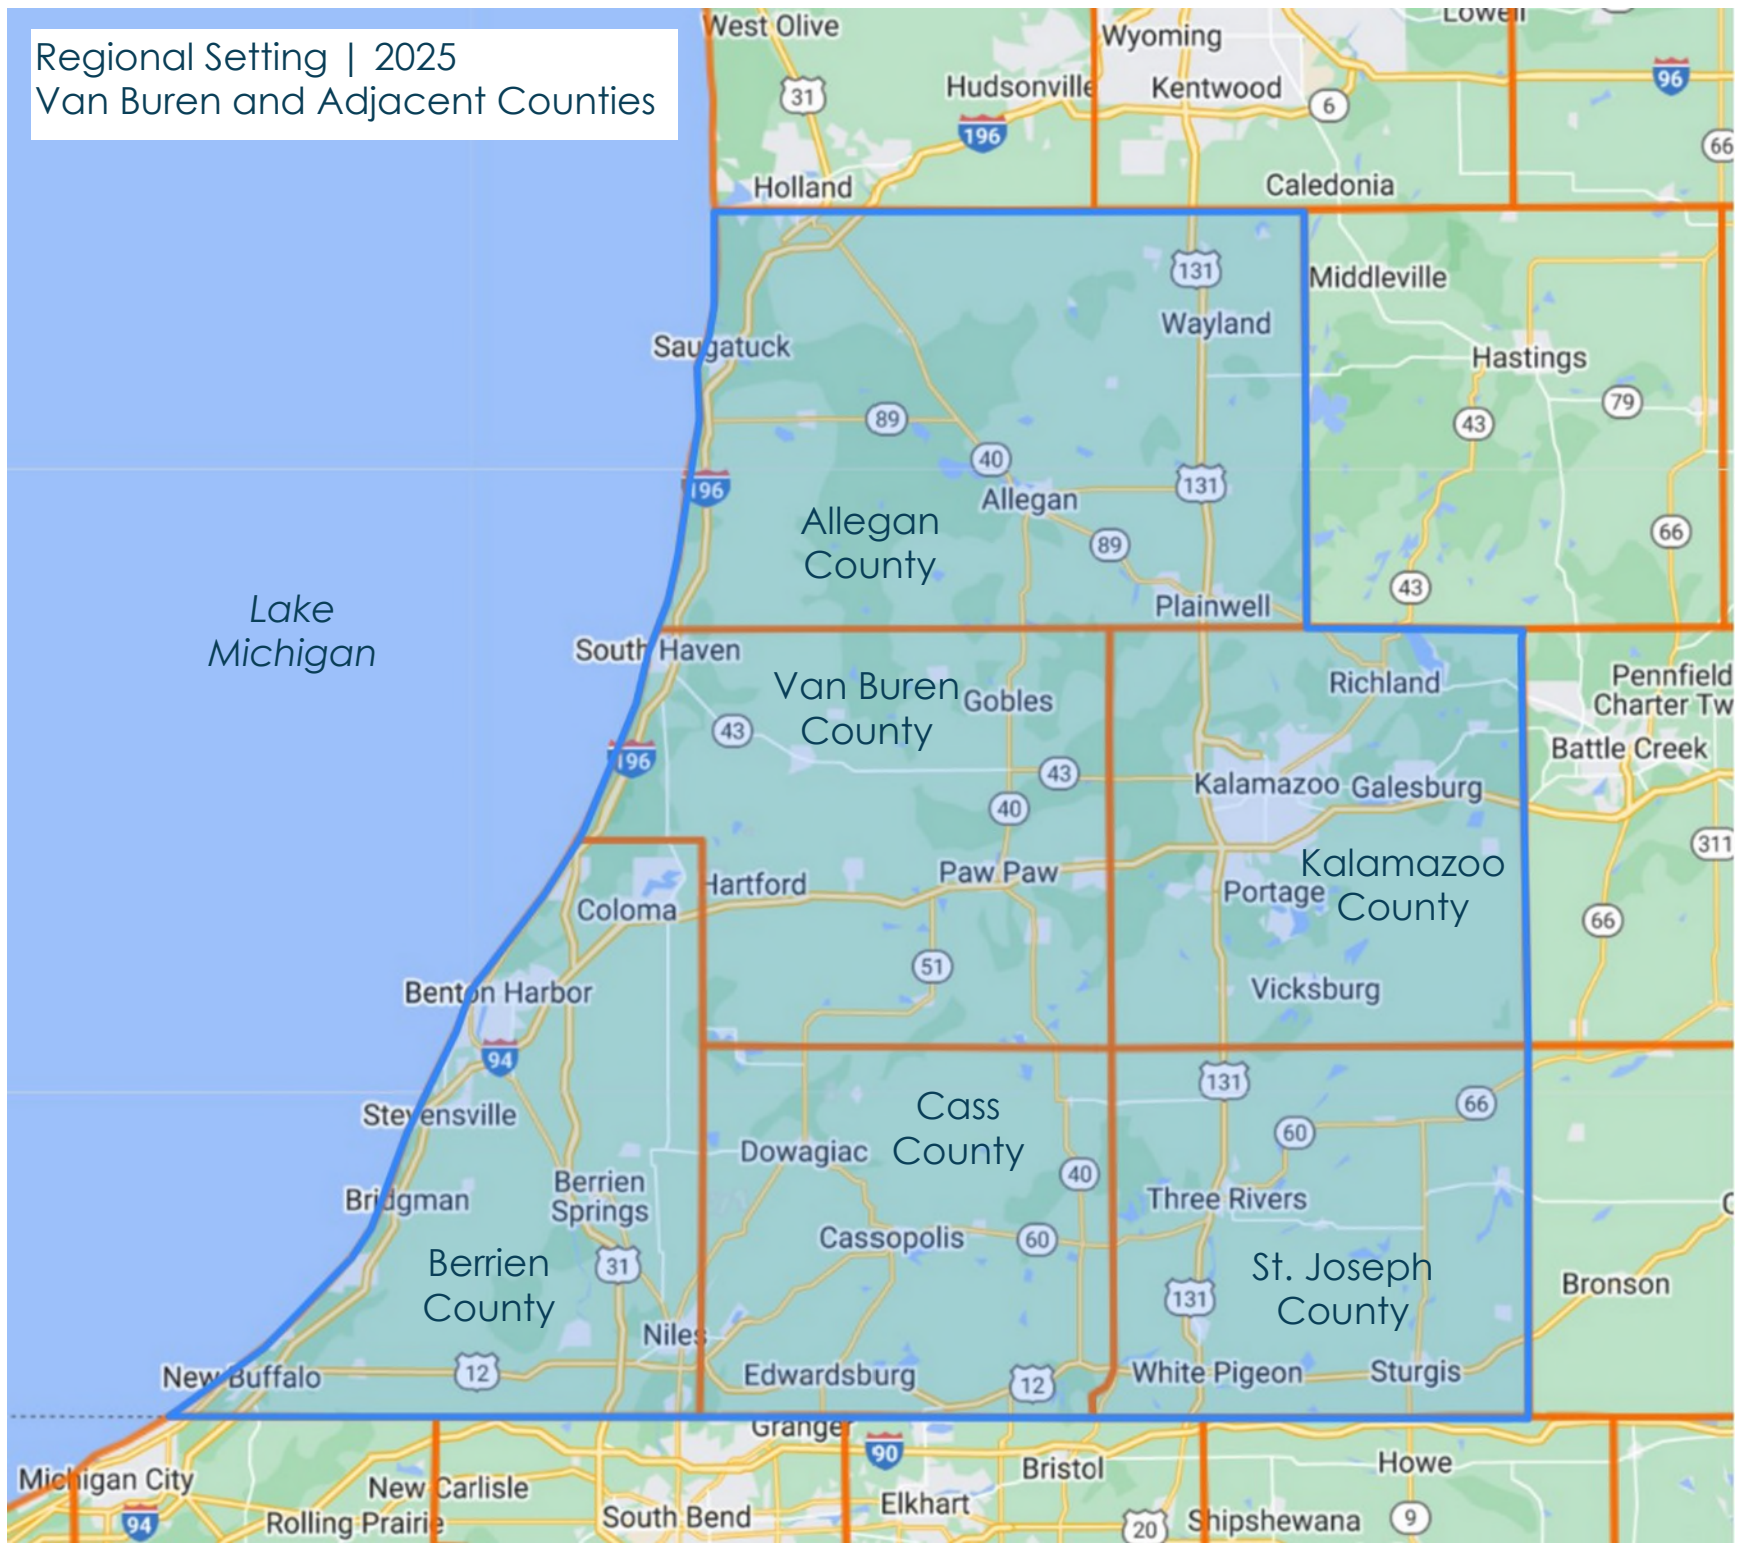 Regional Setting | 2025
Van Buren and Adjacent Counties
West Olive
Wyoming
Lowell
Hudsonville
Kentwood
31
6
96
196
66
Holland
Caledonia
131
Middleville
Wayland
Saugatuck
Hastings
89
79
43
40
196
Allegan
131
Allegan
County
89
66
43
Lake
Michigan
Plainwell
South Haven
Van Buren
County
Gobles
Richland
Pennfield
Charter Tw
43
196
43
Battle Creek
Kalamazoo
Galesburg
40
311
Hartford
Paw Paw
Kalamazoo
County
Portage
Coloma
66
51
Benton Harbor
Vicksburg
94
131
Stevensville
Cass
County
66
60
Dowagiac
Berrien
Springs
40
Bridgman
Three Rivers
Cassopolis
60
Berrien
County
31
St. Joseph
County
131
Bronson
Niles
New Buffalo
12
Edwardsburg
12
White Pigeon
Sturgis
Granger
90
Michigan City
New Carlisle
Bristol
Howe
94
Rolling Prairie
South Bend
Elkhart
20
Shipshewana
9